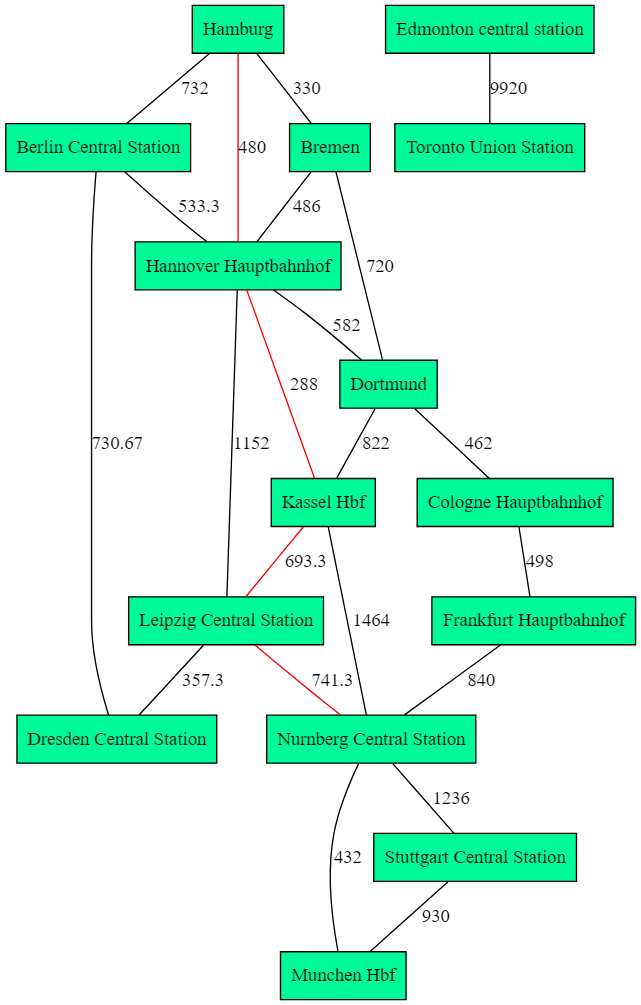 Hamburg
Edmonton central station
732
330
9920
Berlin Central Station
480
Bremen
Toronto Union Station
533.3
486
Hannover Hauptbahnhof
720
582
288
Dortmund
730.67
1152
822
462
Kassel Hbf
Cologne Hauptbahnhof
693.3
498
Leipzig Central Station
1464
Frankfurt Hauptbahnhof
357.3
741.3
840
Dresden Central Station
Nurnberg Central Station
1236
432
Stuttgart Central Station
930
Munchen Hbf